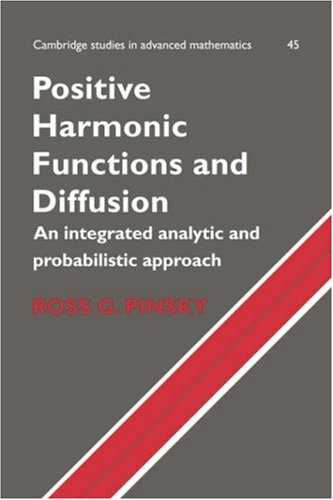 Cambridge studies in advanced mathematics 45
Positive
Harmonic
Functions and
Diffusion
An integrated analytic and
probabilistic approach
ROSS G. PINSKY